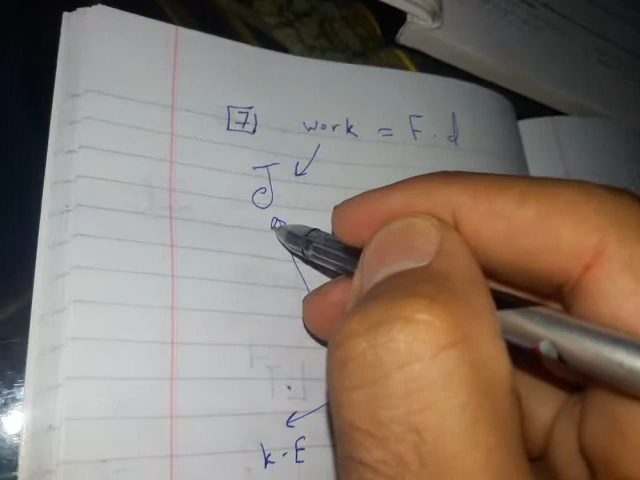 7 work = F . d
J
k . E